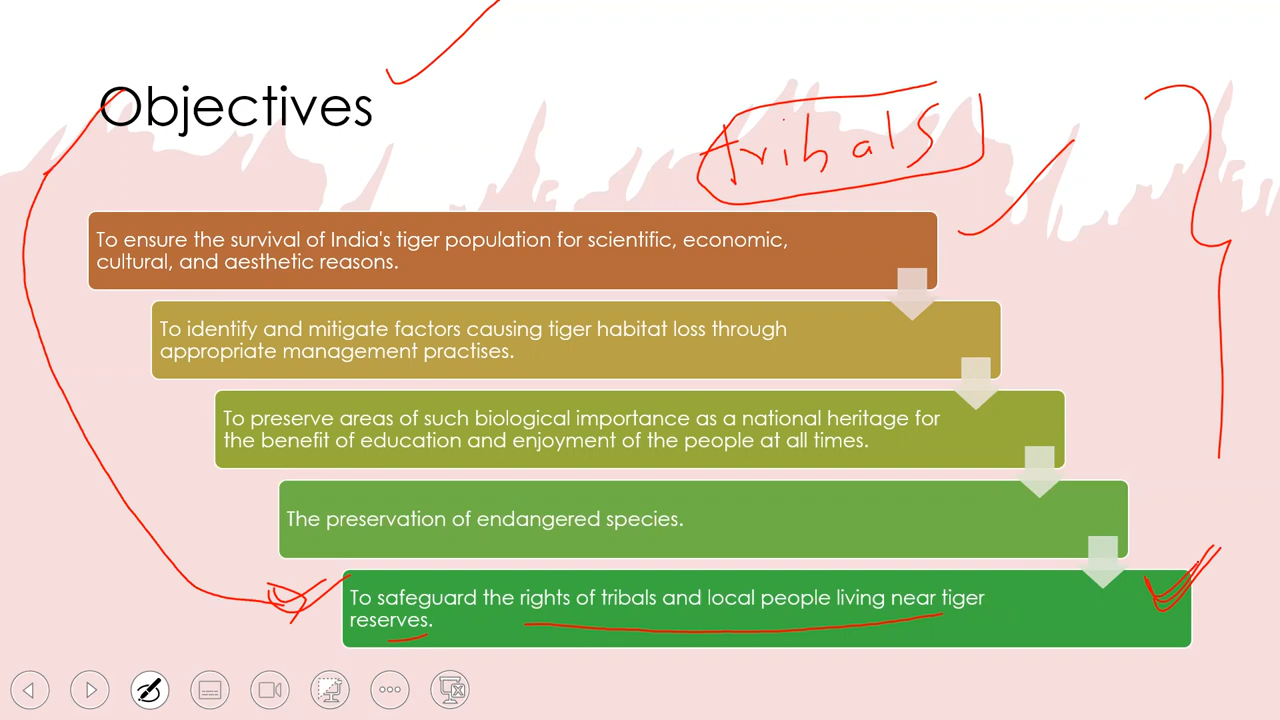 Objectives
tribals
To ensure the survival of India's tiger population for scientific, economic,
cultural, and aesthetic reasons.
To identify and mitigate factors causing tiger habitat loss through
appropriate management practises.
To preserve areas of such biological importance as a national heritage for
the benefit of education and enjoyment of the people at all times.
The preservation of endangered species.
To safeguard the rights of tribals and local people living near tiger
reserves.